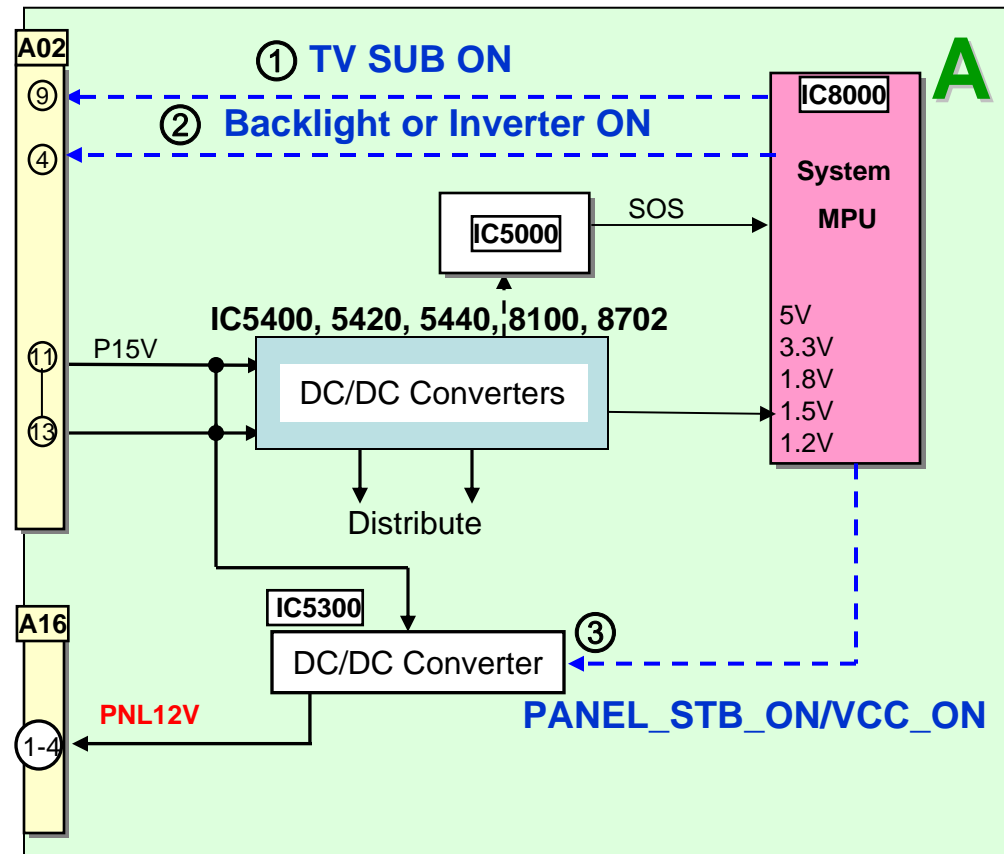 A02
① TV SUB ON
A
⑨
IC8000
② Backlight or Inverter ON
④
System
MPU
SOS
IC5000
IC5400, 5420, 5440, 8100, 8702
5V
3.3V
1.8V
1.5V
1.2V
⑪
P15V
DC/DC Converters
⑬
Distribute
IC5300
A16
③
DC/DC Converter
PNL12V
PANEL_STB_ON/VCC_ON
1-4